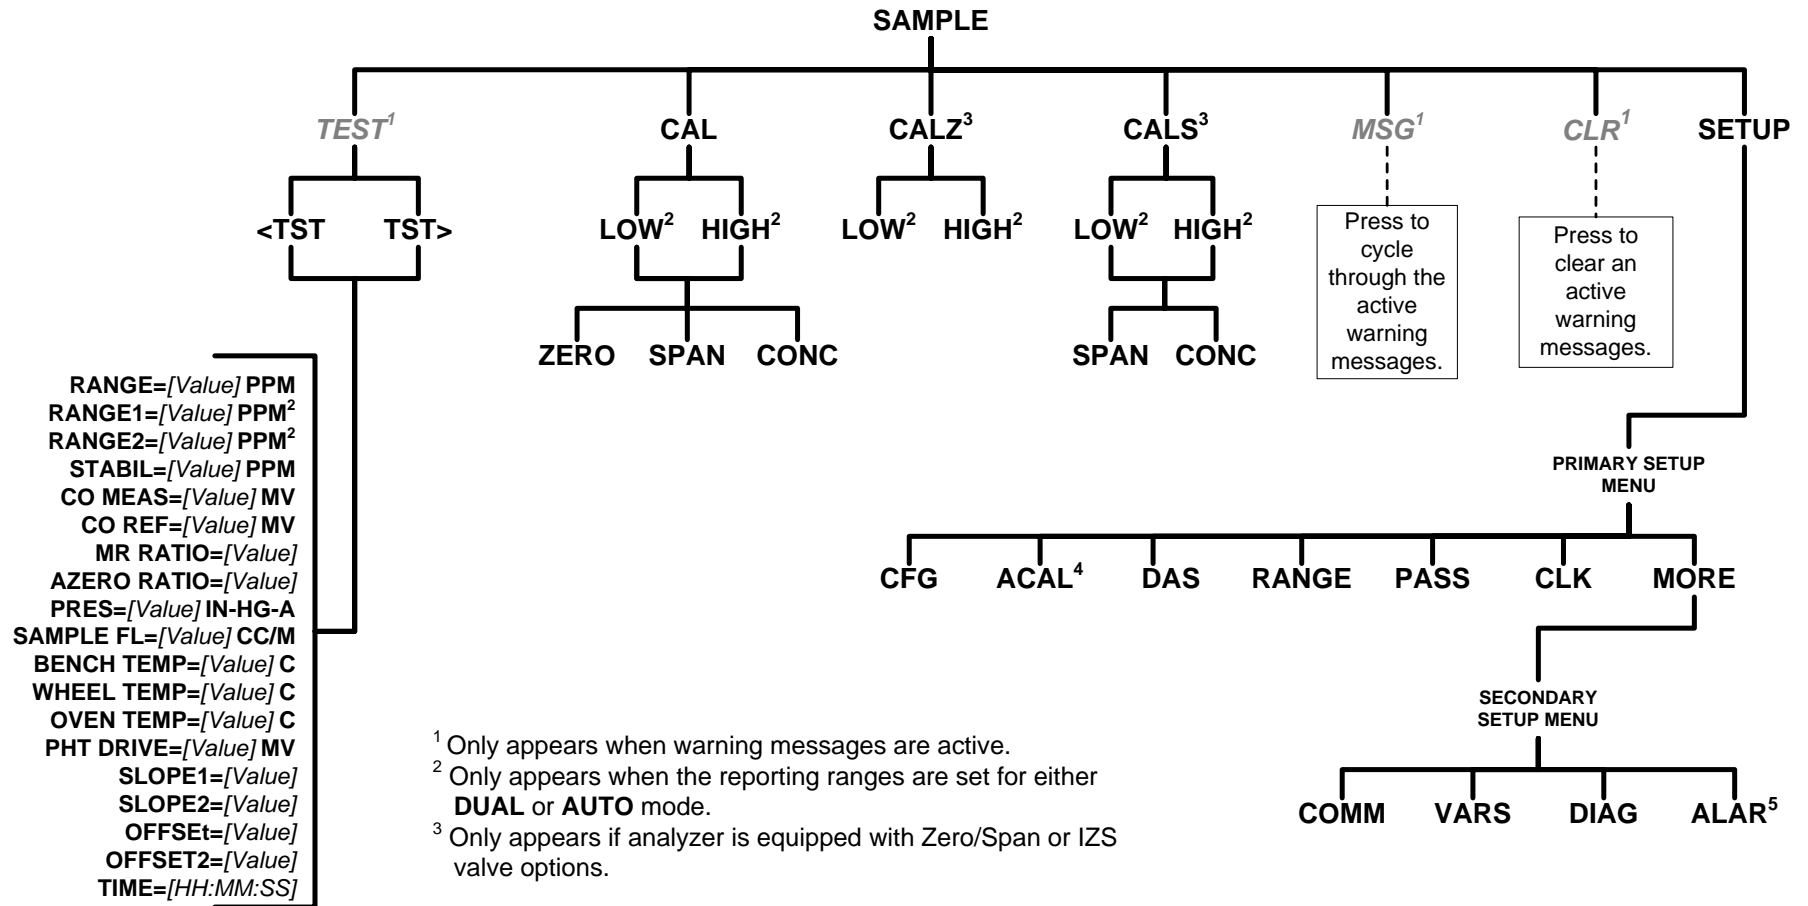 SAMPLE
TEST¹ CAL CALZ³ CALS³ MSG¹ CLR¹ SETUP
<TST TST> LOW² HIGH² LOW² HIGH² LOW² HIGH²
Press to
cycle
through the
active
warning
messages.
Press to
clear an
active
warning
messages.
ZERO SPAN CONC SPAN CONC
RANGE=[Value] PPM
RANGE1=[Value] PPM²
RANGE2=[Value] PPM²
STABIL=[Value] PPM
CO MEAS=[Value] MV
CO REF=[Value] MV
MR RATIO=[Value]
AZERO RATIO=[Value]
PRES=[Value] IN-HG-A
SAMPLE FL=[Value] CC/M
BENCH TEMP=[Value] C
WHEEL TEMP=[Value] C
OVEN TEMP=[Value] C
PHT DRIVE=[Value] MV
SLOPE1=[Value]
SLOPE2=[Value]
OFFSEt=[Value]
OFFSET2=[Value]
TIME=[HH:MM:SS]
PRIMARY SETUP
MENU
CFG ACAL⁴ DAS RANGE PASS CLK MORE
SECONDARY
SETUP MENU
COMM VARS DIAG ALAR⁵
¹ Only appears when warning messages are active.
² Only appears when the reporting ranges are set for either
DUAL or AUTO mode.
³ Only appears if analyzer is equipped with Zero/Span or IZS
valve options.